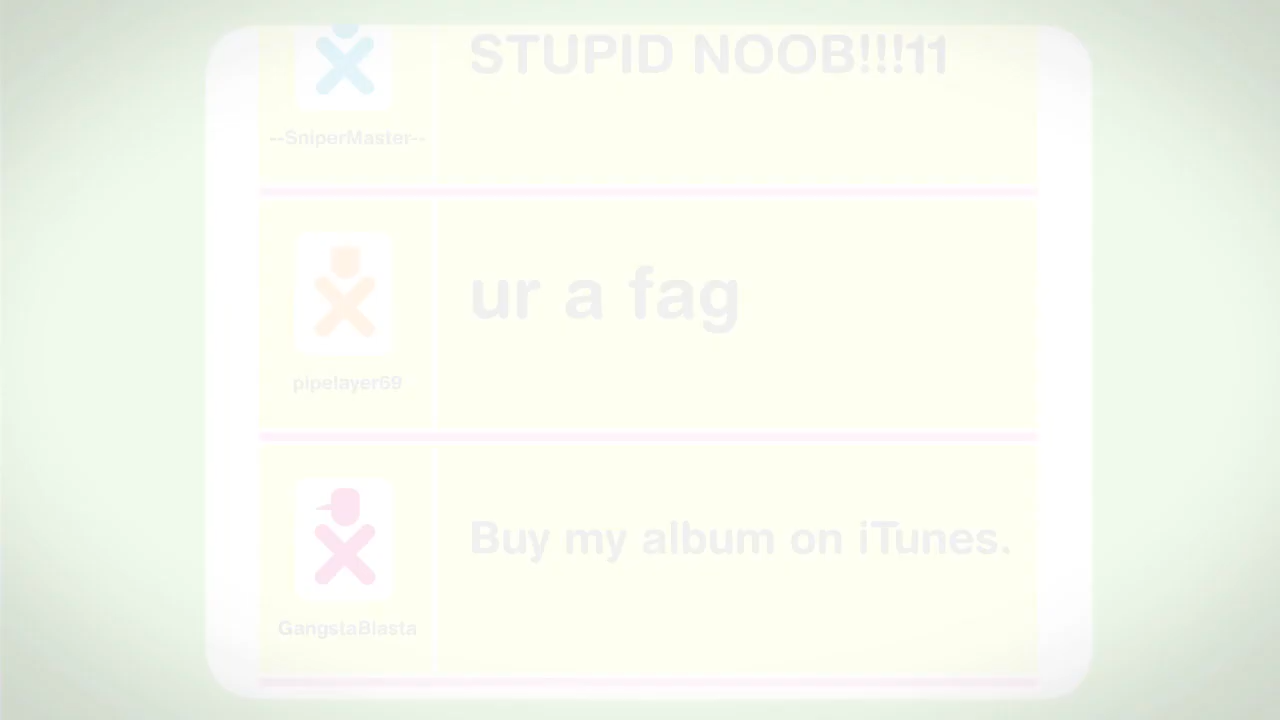 STUPID NOOB!!!11
--SniperMaster--
ur a fag
pipelayer69
Buy my album on iTunes.
GangstaBlasta